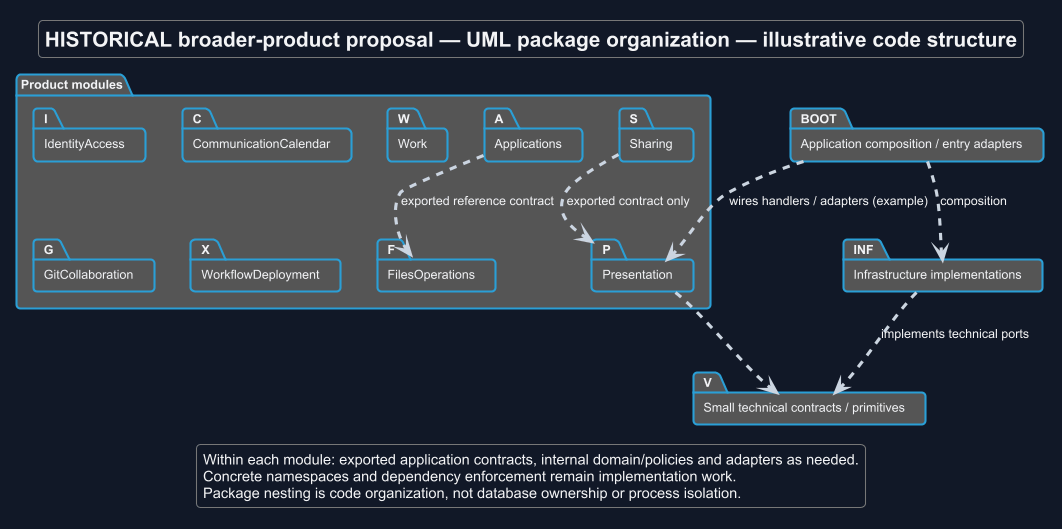 HISTORICAL broader-product proposal — UML package organization — illustrative code structure
Product modules
I
IdentityAccess
C
CommunicationCalendar
W
Work
A
Applications
S
Sharing
BOOT
Application composition / entry adapters
exported reference contract
exported contract only
wires handlers / adapters (example)
composition
G
GitCollaboration
X
WorkflowDeployment
F
FilesOperations
P
Presentation
INF
Infrastructure implementations
implements technical ports
V
Small technical contracts / primitives
Within each module: exported application contracts, internal domain/policies and adapters as needed.
Concrete namespaces and dependency enforcement remain implementation work.
Package nesting is code organization, not database ownership or process isolation.